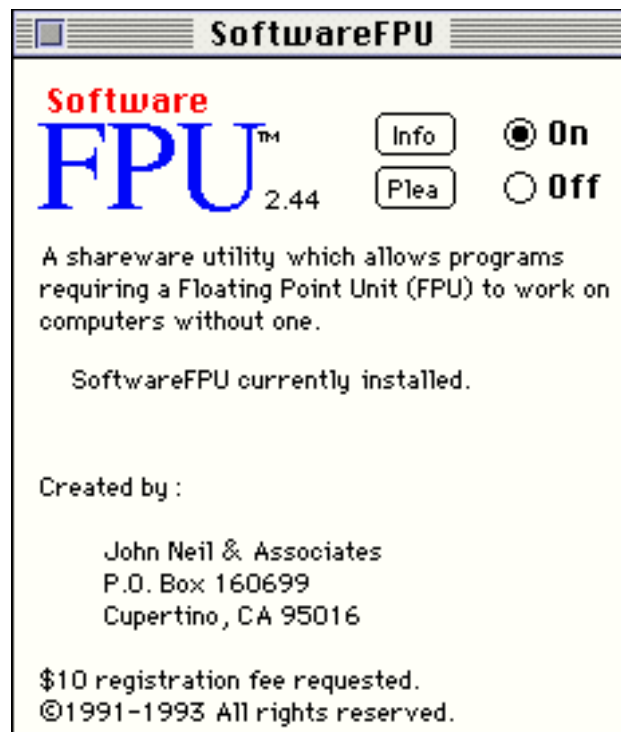 SoftwareFPU
Software
FPU™ 2.44
Info
Plea
On
Off
A shareware utility which allows programs
requiring a Floating Point Unit (FPU) to work on
computers without one.
SoftwareFPU currently installed.
Created by :
John Neil & Associates
P.O. Box 160699
Cupertino, CA 95016
$10 registration fee requested.
©1991-1993 All rights reserved.